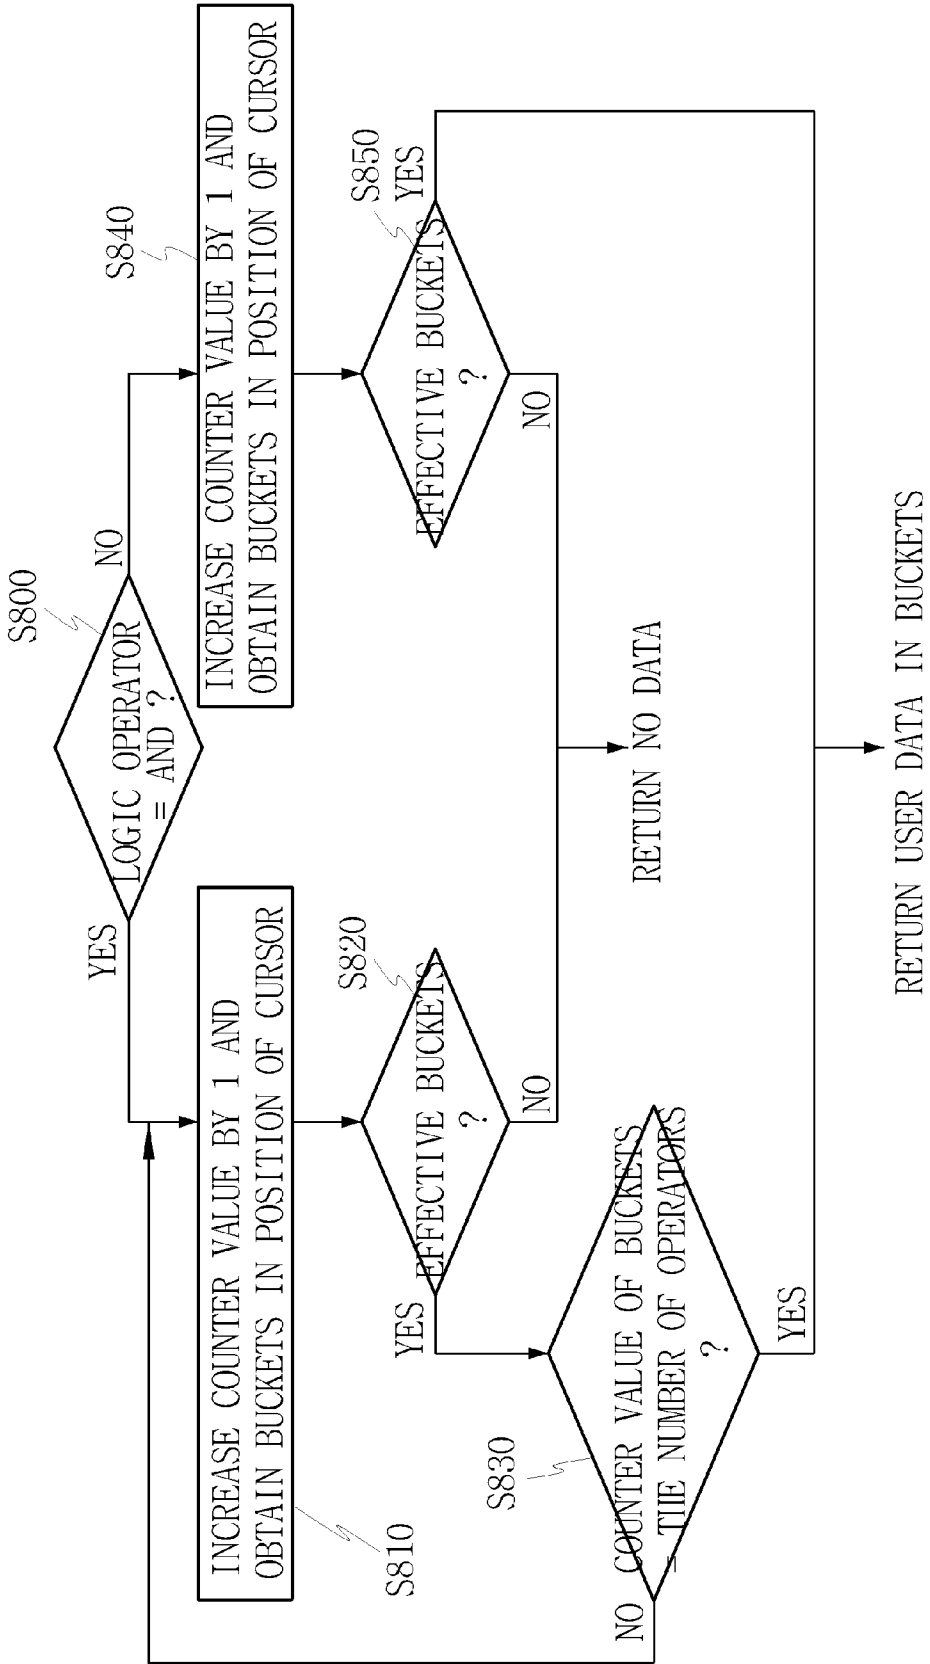 S800
LOGIC OPERATOR
= AND ?
YES
NO
S810
INCREASE COUNTER VALUE BY 1 AND
OBTAIN BUCKETS IN POSITION OF CURSOR
S840
INCREASE COUNTER VALUE BY 1 AND
OBTAIN BUCKETS IN POSITION OF CURSOR
S820
EFFECTIVE BUCKETS
?
YES
NO
S850
EFFECTIVE BUCKETS
?
YES
NO
S830
COUNTER VALUE OF BUCKETS
= THE NUMBER OF OPERATORS
?
NO
YES
RETURN NO DATA
RETURN USER DATA IN BUCKETS